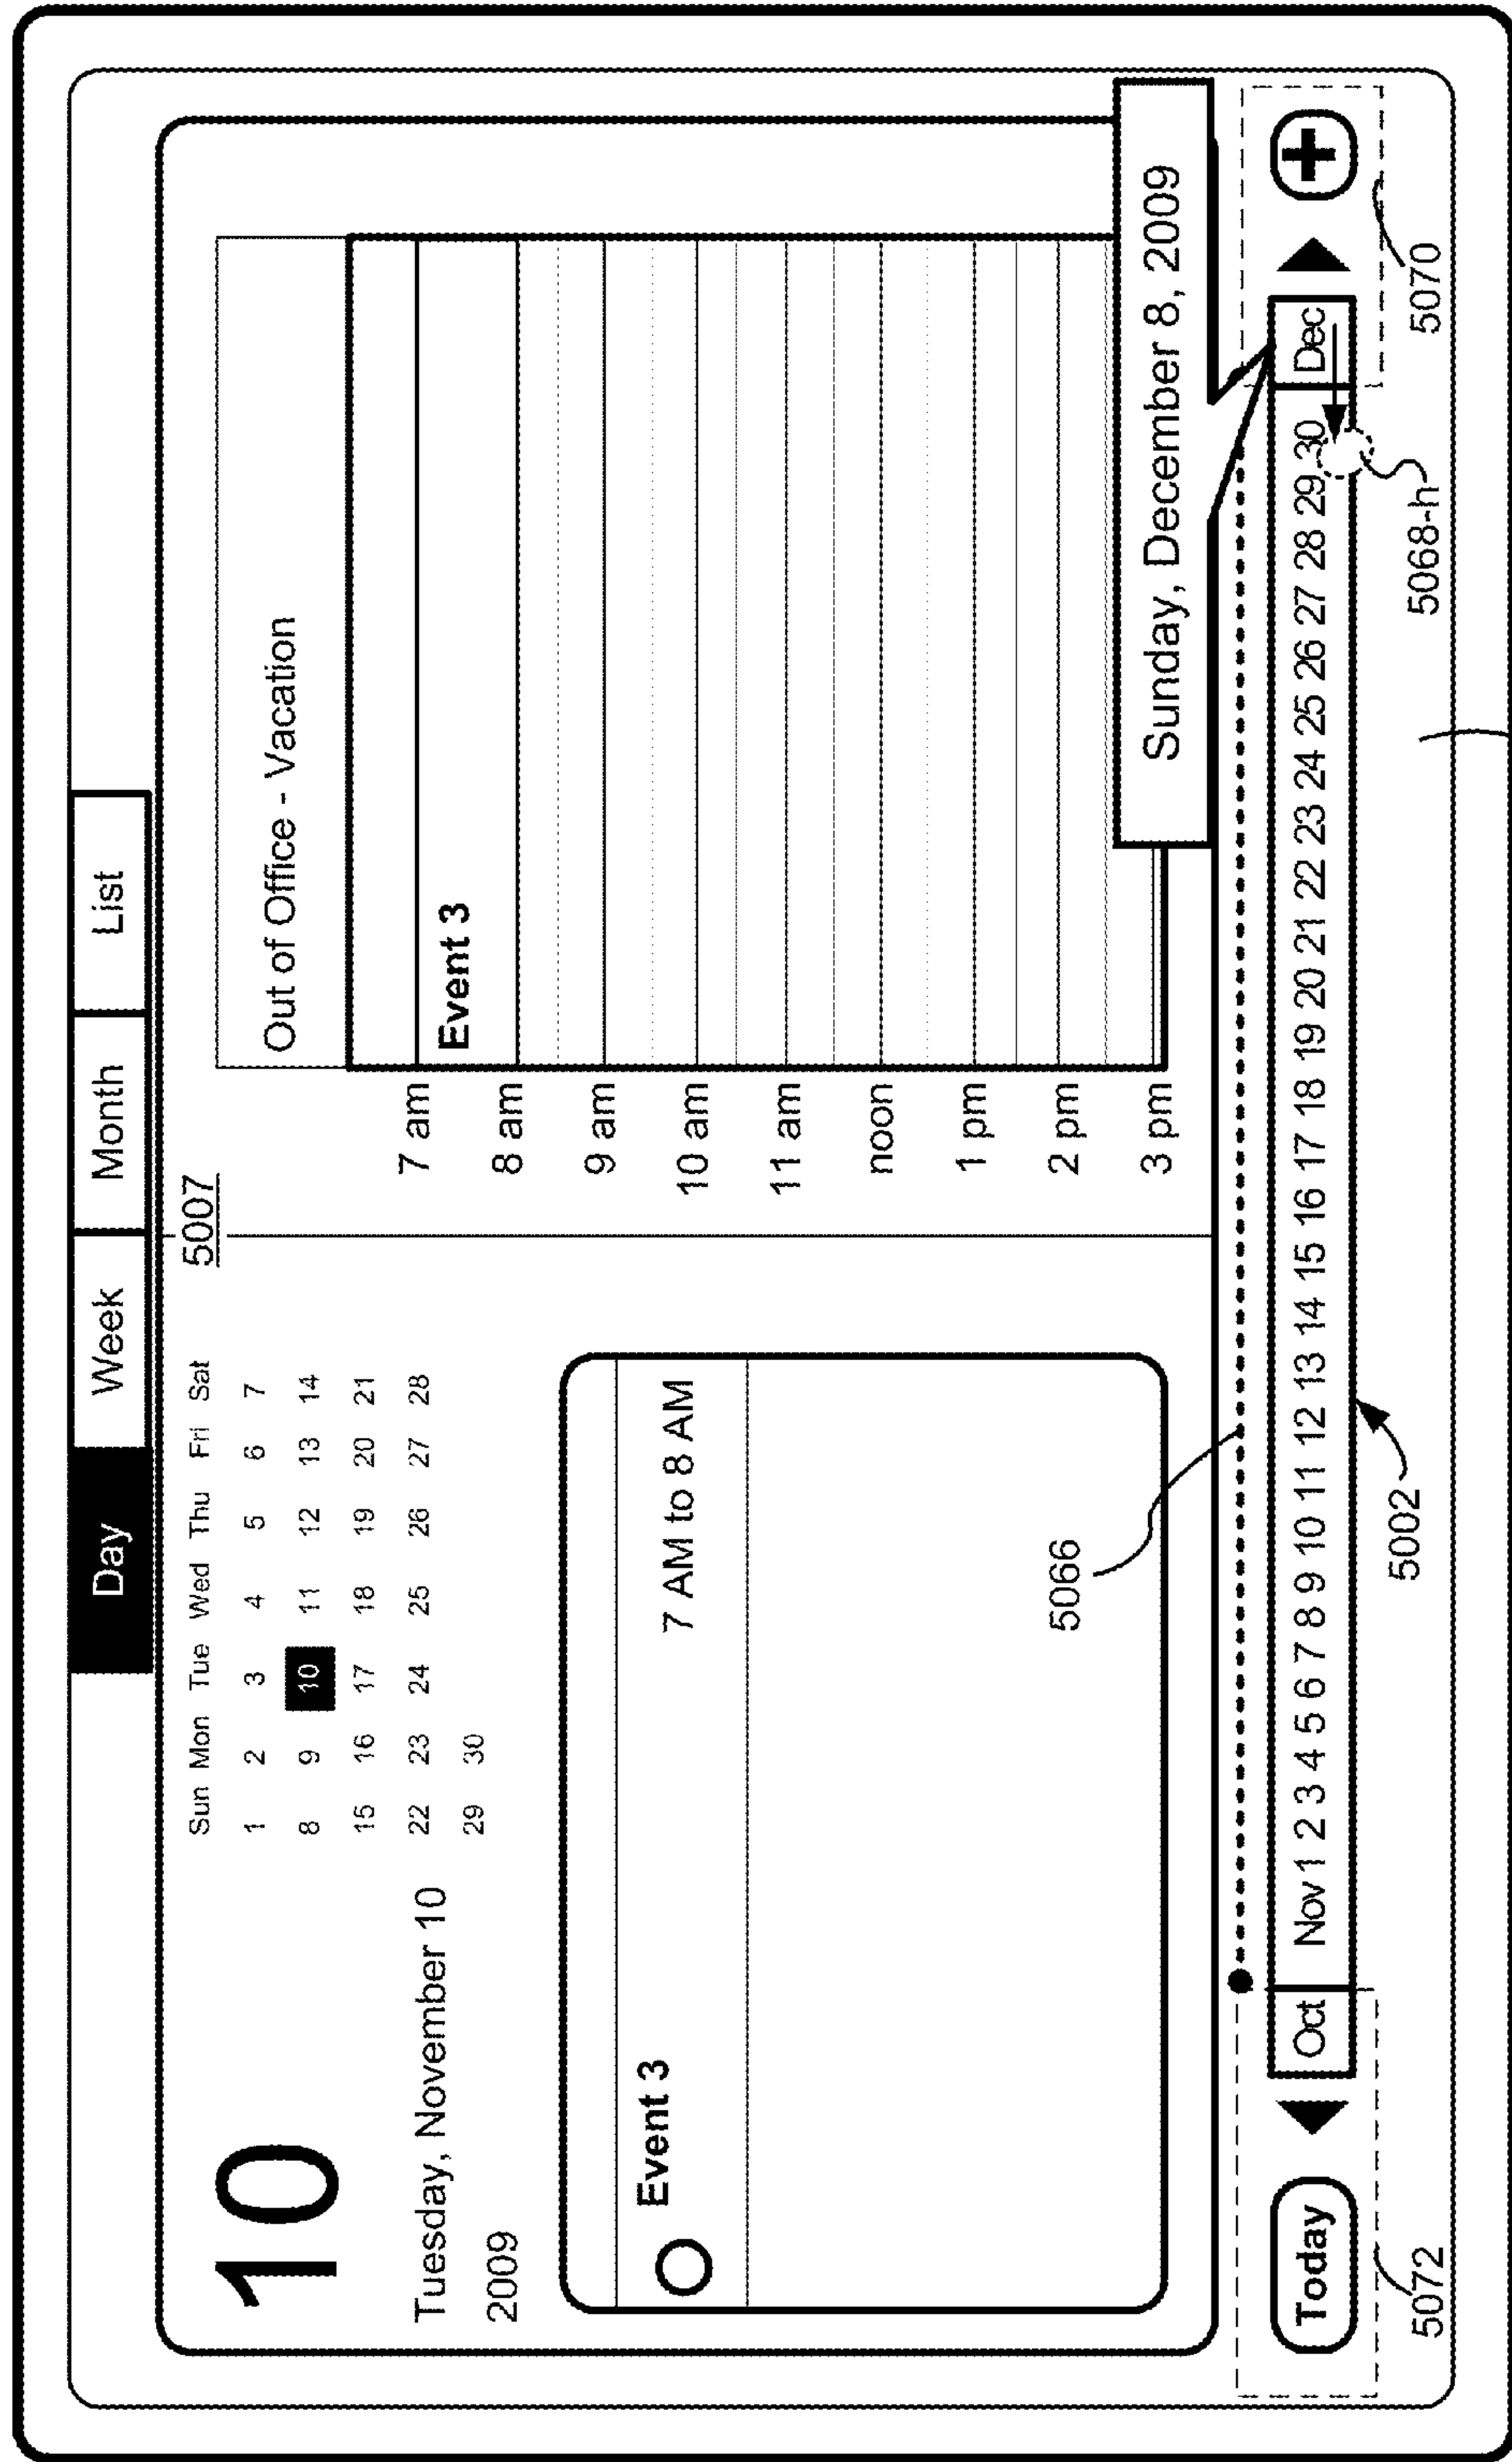 Day Week Month List
10
Tuesday, November 10
2009
Sun Mon Tue Wed Thu Fri Sat
1 2 3 4 5 6 7
8 9 10 11 12 13 14
15 16 17 18 19 20 21
22 23 24 25 26 27 28
29 30
Event 3
7 AM to 8 AM
5066
5007
Out of Office - Vacation
7 am
Event 3
8 am
9 am
10 am
11 am
noon
1 pm
2 pm
3 pm
Sunday, December 8, 2009
Today Oct Nov 1 2 3 4 5 6 7 8 9 10 11 12 13 14 15 16 17 18 19 20 21 22 23 24 25 26 27 28 29 30 Dec +
5072 5002 5068-h 5070